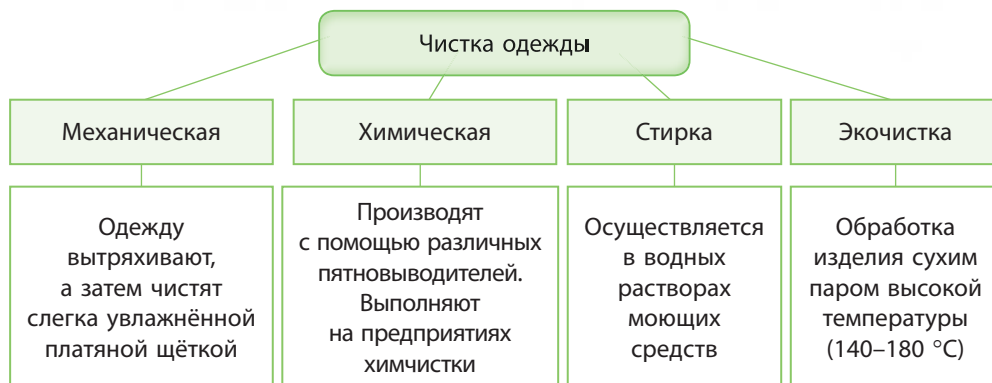 Чистка одежды
Механическая
Химическая
Стирка
Экочистка
Одежду
вытряхивают,
а затем чистят
слегка увлажнённой
платяной щёткой
Производят
с помощью различных
пятновыводителей.
Выполняют
на предприятиях
химчистки
Осуществляется
в водных
растворах
моющих
средств
Обработка
изделия сухим
паром высокой
температуры
(140–180 °C)